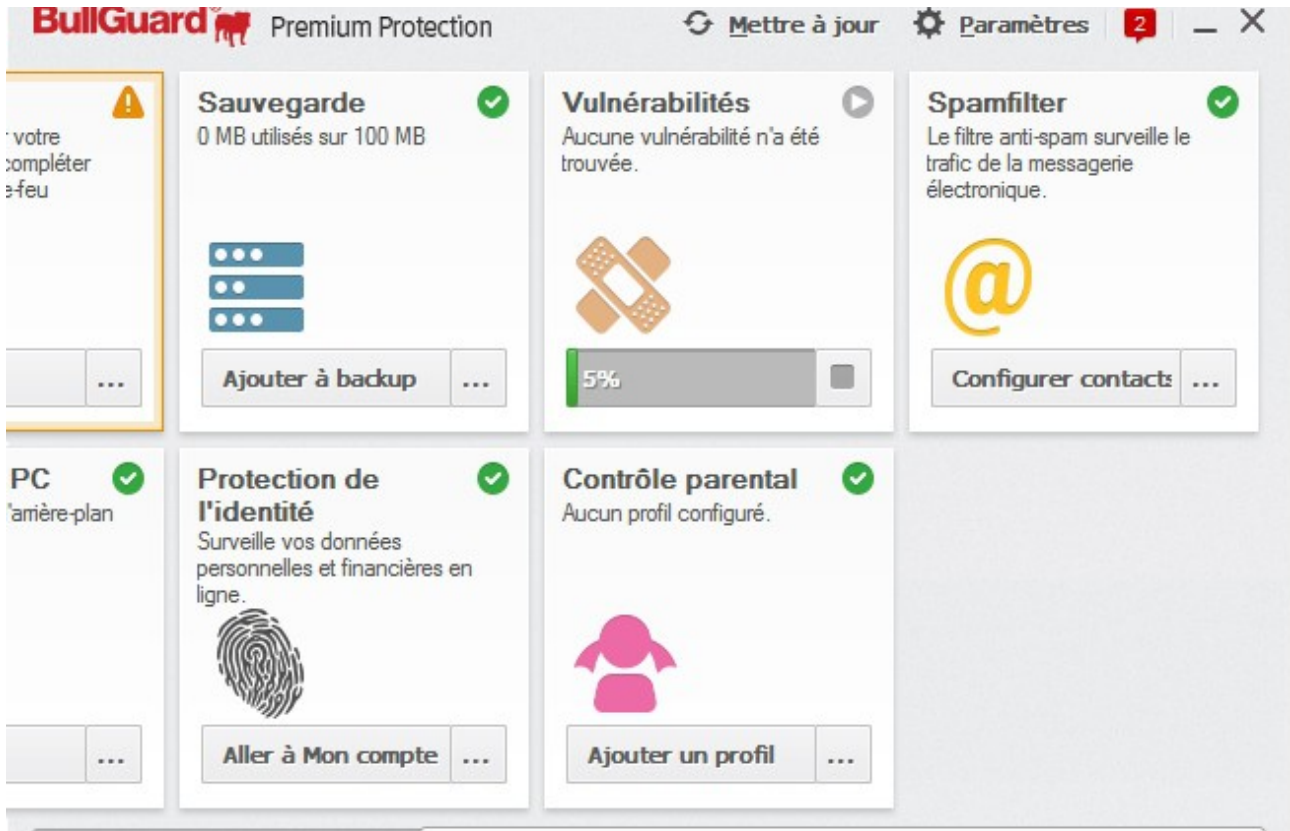 BullGuard Premium Protection
Mettre à jour
Paramètres
2
votre
compléter
e-feu
...
Sauvegarde
0 MB utilisés sur 100 MB
Ajouter à backup
...
Vulnérabilités
Aucune vulnérabilité n'a été
trouvée.
5%
Spamfilter
Le filtre anti-spam surveille le
trafic de la messagerie
électronique.
@
Configurer contacts
...
PC
l'arrière-plan
...
Protection de
l'identité
Surveille vos données
personnelles et financières en
ligne.
Aller à Mon compte
...
Contrôle parental
Aucun profil configuré.
Ajouter un profil
...